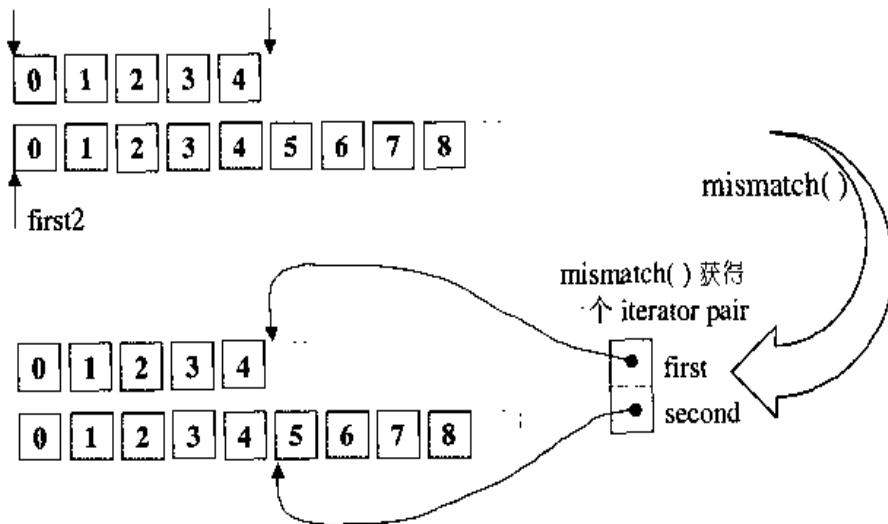 0 1 2 3 4
0 1 2 3 4 5 6 7 8
first2
mismatch( )
mismatch( ) 获得
一个 iterator pair
0 1 2 3 4
first
0 1 2 3 4 5 6 7 8
second